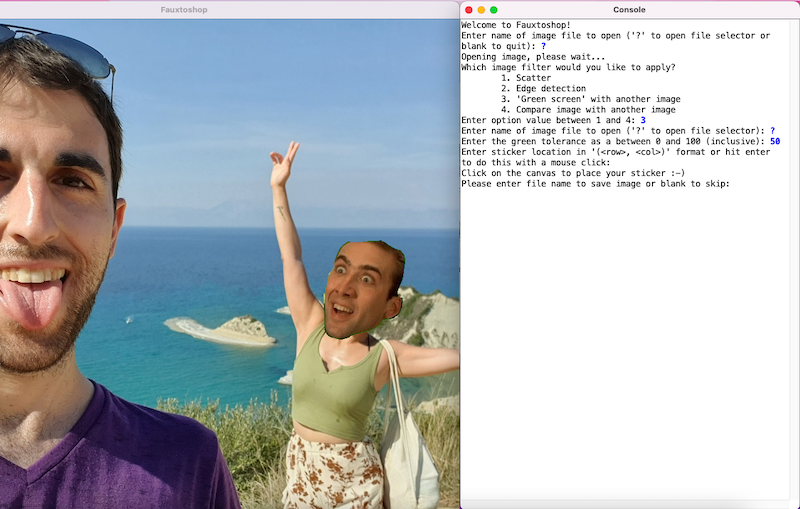 Fauxtoshop
Console
Welcome to Fauxtoshop!
Enter name of image file to open ('?' to open file selector or
blank to quit): ?
Opening image, please wait...
Which image filter would you like to apply?
1. Scatter
2. Edge detection
3. 'Green screen' with another image
4. Compare image with another image
Enter option value between 1 and 4: 3
Enter name of image file to open ('?' to open file selector): ?
Enter the green tolerance as a between 0 and 100 (inclusive): 50
Enter sticker location in '(<row>, <col>)' format or hit enter
to do this with a mouse click:
Click on the canvas to place your sticker :-)
Please enter file name to save image or blank to skip: